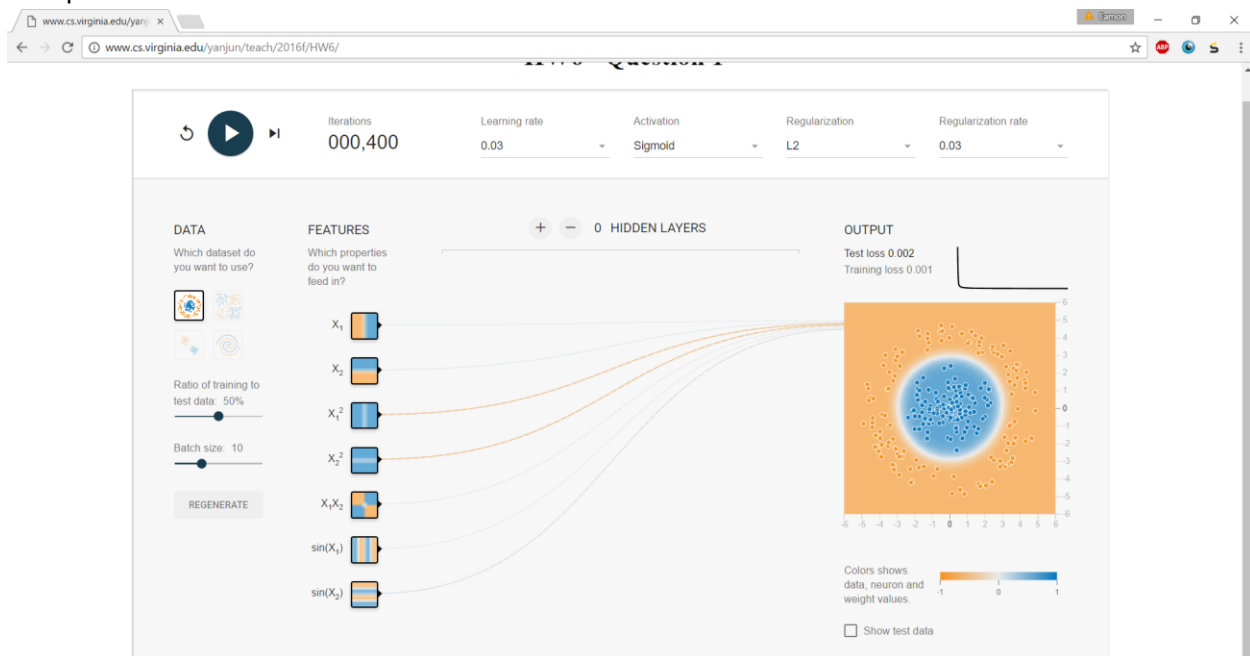 www.cs.virginia.edu/yanj
Eamon
www.cs.virginia.edu/yanjun/teach/2016f/HW6/
ABP
Iterations
000,400
Learning rate
0.03
Activation
Sigmoid
Regularization
L2
Regularization rate
0.03
DATA
Which dataset do
you want to use?
Ratio of training to
test data: 50%
Batch size: 10
REGENERATE
FEATURES
Which properties
do you want to
feed in?
X₁
X₂
X₁²
X₂²
X₁X₂
sin(X₁)
sin(X₂)
+ − 0 HIDDEN LAYERS
OUTPUT
Test loss 0.002
Training loss 0.001
6
5
4
3
2
1
0
-1
-2
-3
-4
-5
-6
-6 -5 -4 -3 -2 -1 0 1 2 3 4 5 6
Colors shows
data, neuron and
weight values.
-1 0 1
Show test data